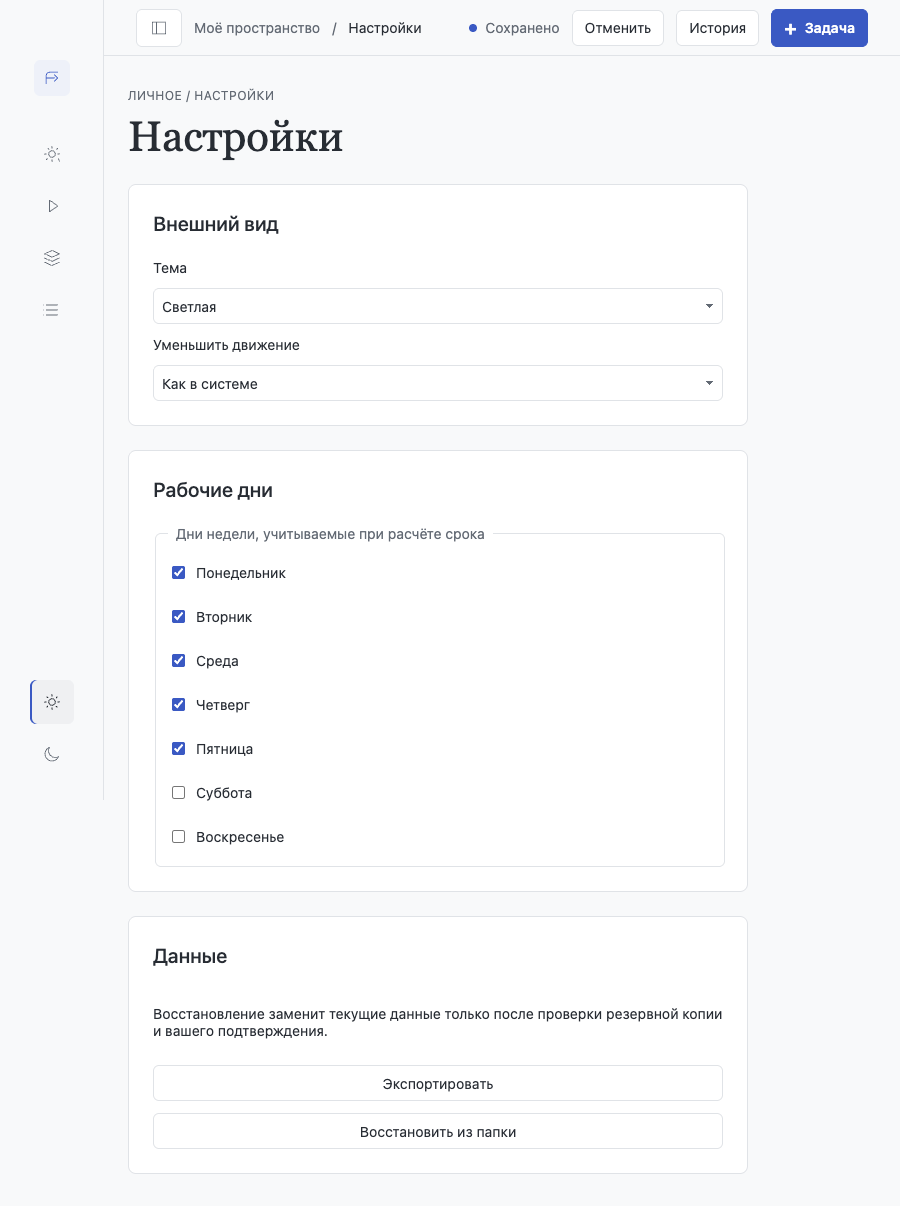 Моё пространство / Настройки
Сохранено
Отменить
История
+ Задача
ЛИЧНОЕ / НАСТРОЙКИ
Настройки
Внешний вид
Тема
Светлая
Уменьшить движение
Как в системе
Рабочие дни
Дни недели, учитываемые при расчёте срока
Понедельник
Вторник
Среда
Четверг
Пятница
Суббота
Воскресенье
Данные
Восстановление заменит текущие данные только после проверки резервной копии
и вашего подтверждения.
Экспортировать
Восстановить из папки